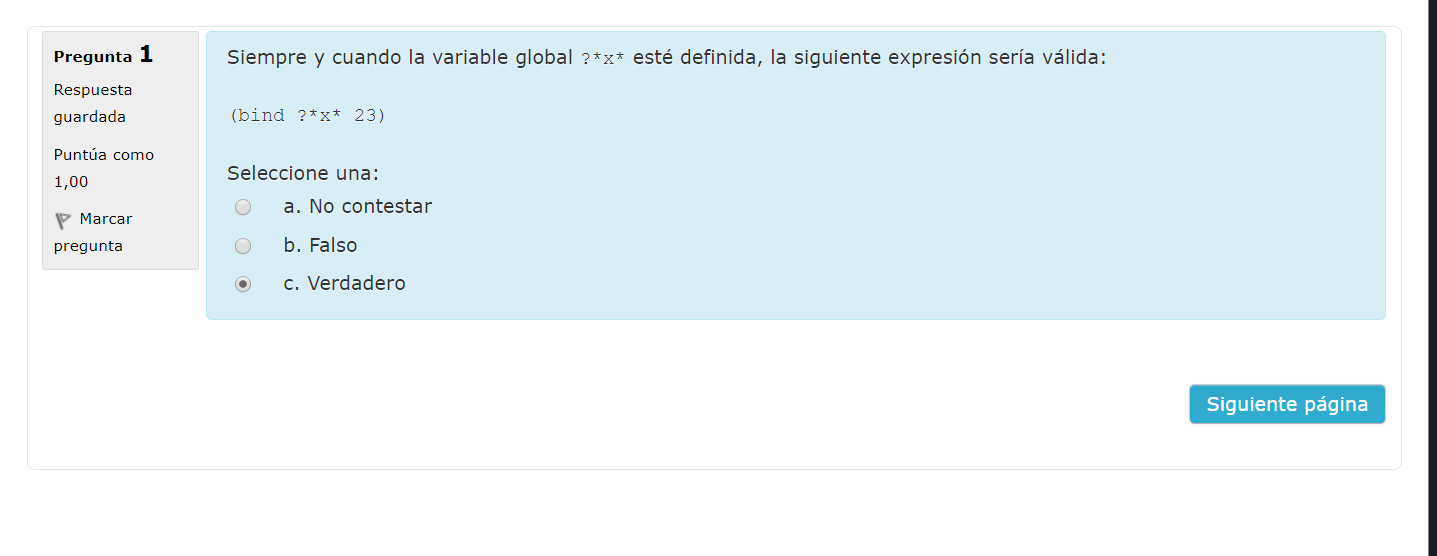 Pregunta 1
Respuesta
guardada
Puntúa como
1,00
Marcar
pregunta
Siempre y cuando la variable global ?*x* esté definida, la siguiente expresión sería válida:
(bind ?*x* 23)
Seleccione una:
a. No contestar
b. Falso
c. Verdadero
Siguiente página